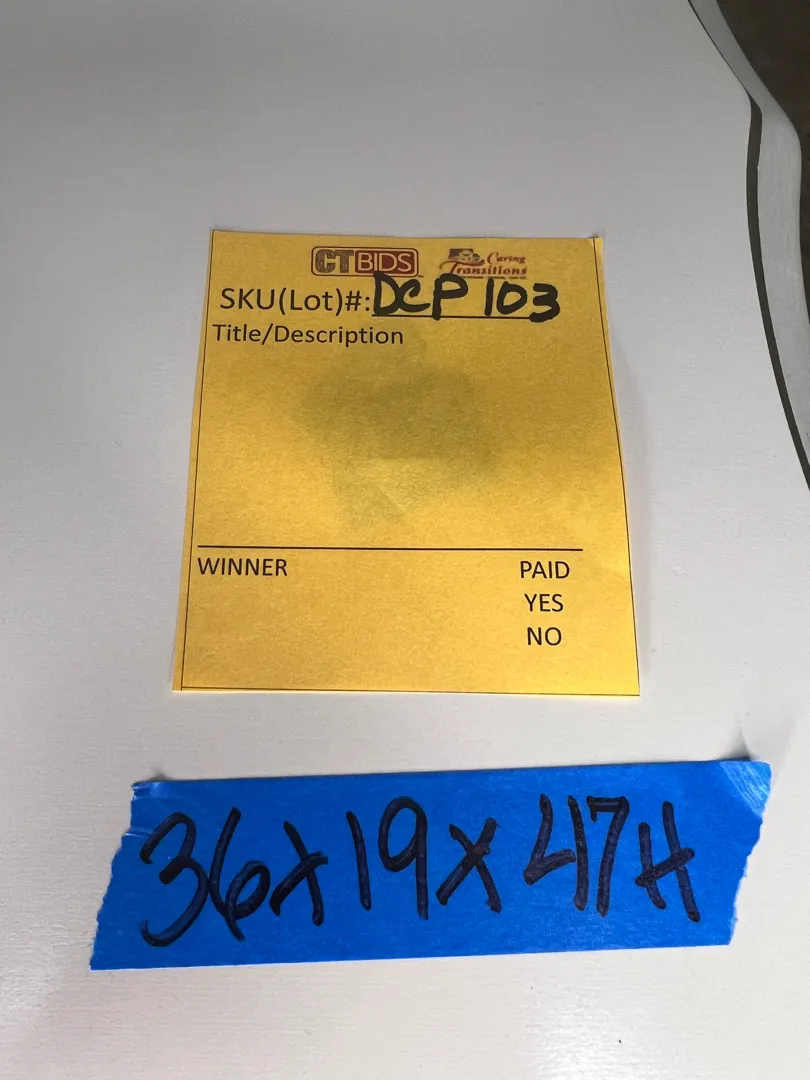 CTBIDS Caring Transitions
SKU(Lot)#: DCP 103
Title/Description
WINNER PAID
YES
NO
36x19x47H